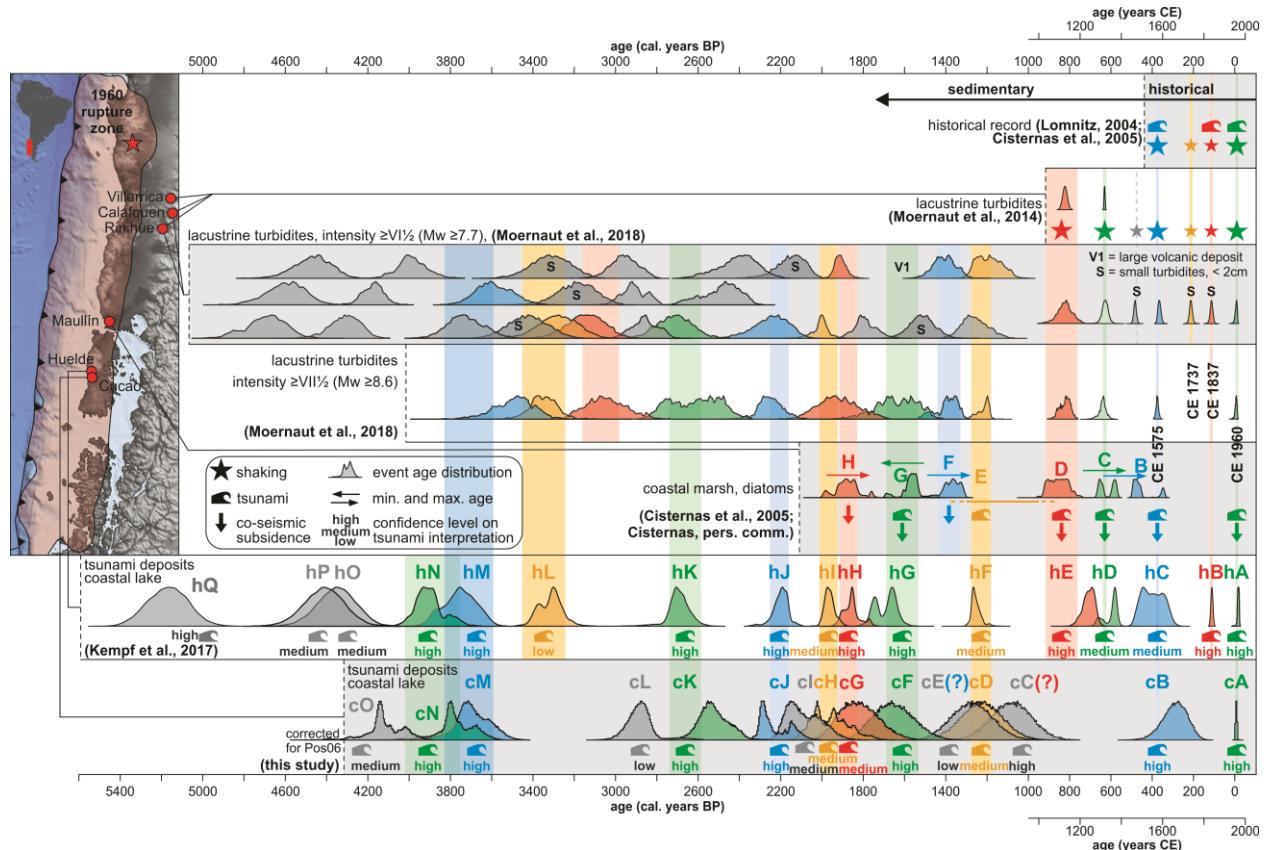 age (years CE)
1200 1600 2000
age (cal. years BP)
5000 4600 4200 3800 3400 3000 2600 2200 1800 1400 1000 800 600 400 200 0
1960
rupture
zone
sedimentary historical
historical record (Lomnitz, 2004;
Cisternas et al., 2005)
Villarrica
Calafquen
Rinihue
lacustrine turbidites
(Moernaut et al., 2014)
lacustrine turbidites, intensity ≥VI½ (Mw ≥7.7), (Moernaut et al., 2018)
V1 = large volcanic deposit
S = small turbidites, < 2cm
S S V1
S S S S
S S
Maullín
Huelde
Cucao
lacustrine turbidites
intensity ≥VII½ (Mw ≥8.6)
(Moernaut et al., 2018)
CE 1575
CE 1737
CE 1837
CE 1960
shaking event age distribution
tsunami min. and max. age
co-seismic
subsidence
high
medium
low
confidence level on
tsunami interpretation
coastal marsh, diatoms
(Cisternas et al., 2005;
Cisternas, pers. comm.)
H G F E D C B
tsunami deposits
coastal lake
hQ hP hO hN hM hL hK hJ hI hH hG hF hE hD hC hB hA
high medium medium high high low high high medium high high medium high medium medium high high
(Kempf et al., 2017)
tsunami deposits
coastal lake
cO cN cM cL cK cJ cI cH cG cF cE(?) cD cC(?) cB cA
corrected
for Pos06
(this study)
medium high high low high high medium medium medium high low medium high high high
5400 5000 4600 4200 3800 3400 3000 2600 2200 1800 1400 1000 800 600 400 200 0
age (cal. years BP)
1200 1600 2000
age (years CE)